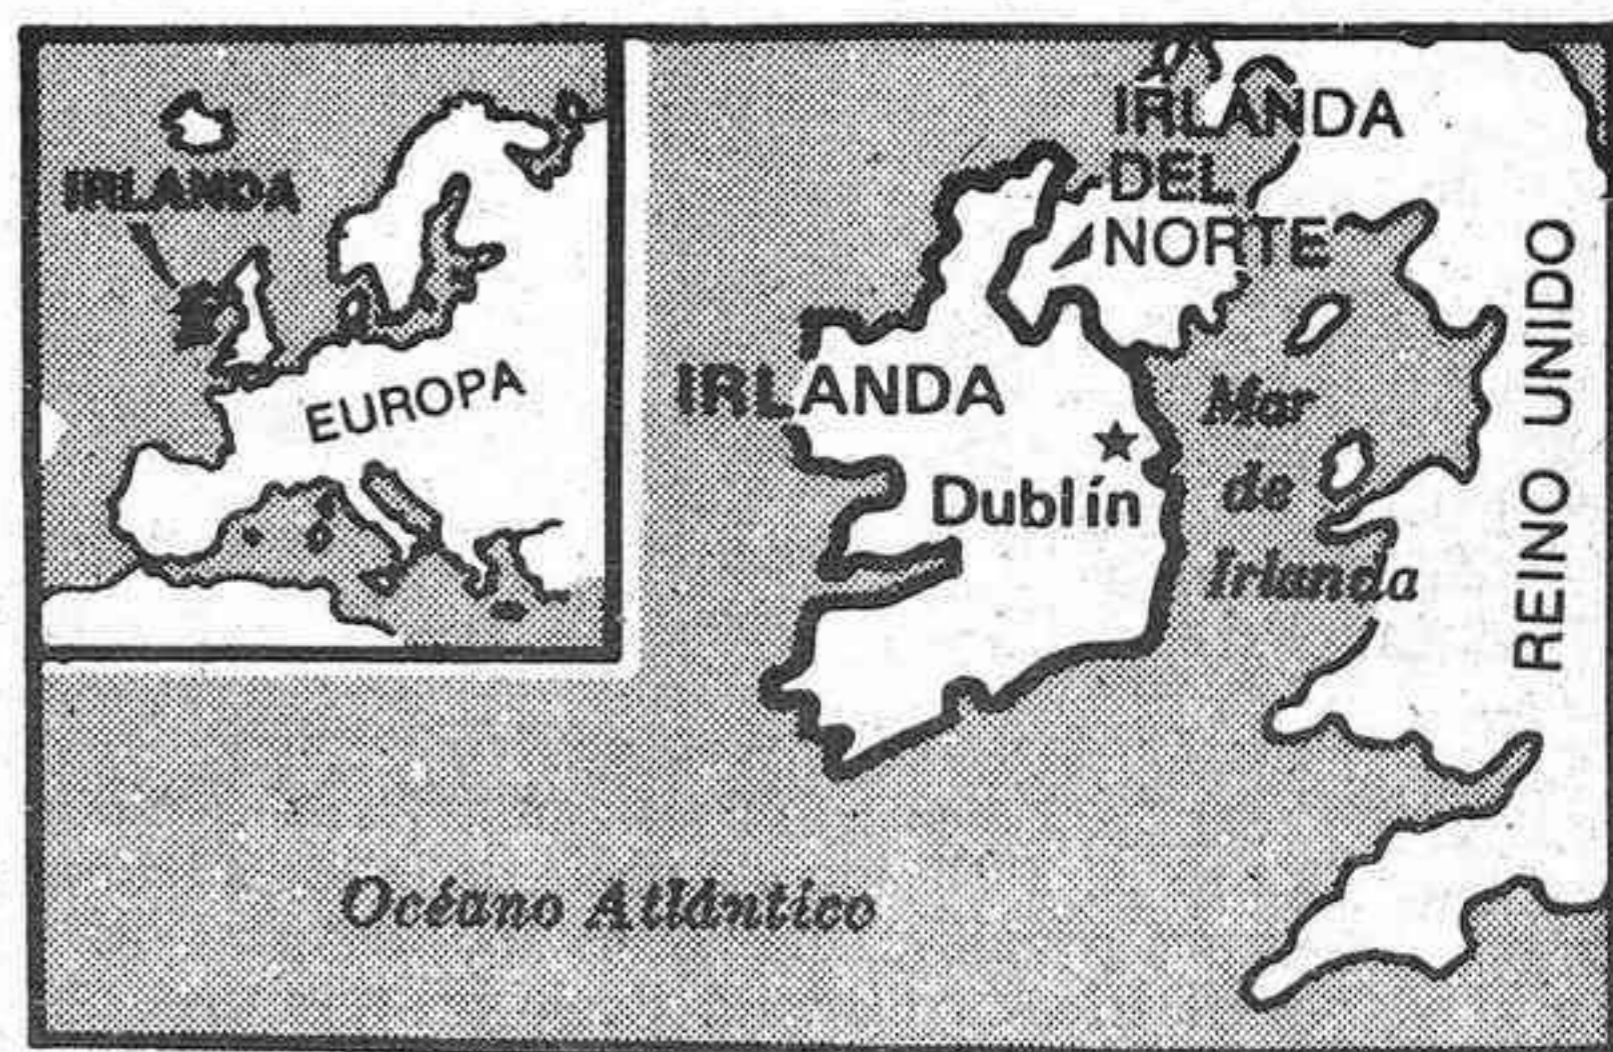 IRLANDA
EUROPA
IRLANDA
DEL
NORTE
IRLANDA
Dublín
Mar
de
Irlanda
REINO UNIDO
Océano Atlántico